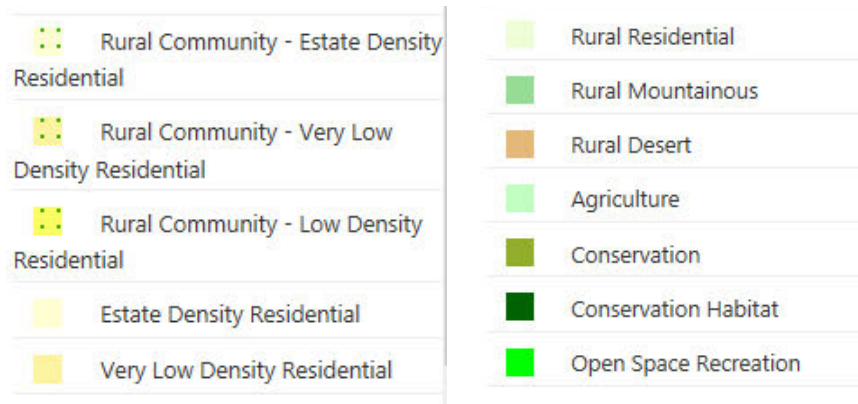 Rural Community - Estate Density
Residential
Rural Community - Very Low
Density Residential
Rural Community - Low Density
Residential
Estate Density Residential
Very Low Density Residential
Rural Residential
Rural Mountainous
Rural Desert
Agriculture
Conservation
Conservation Habitat
Open Space Recreation